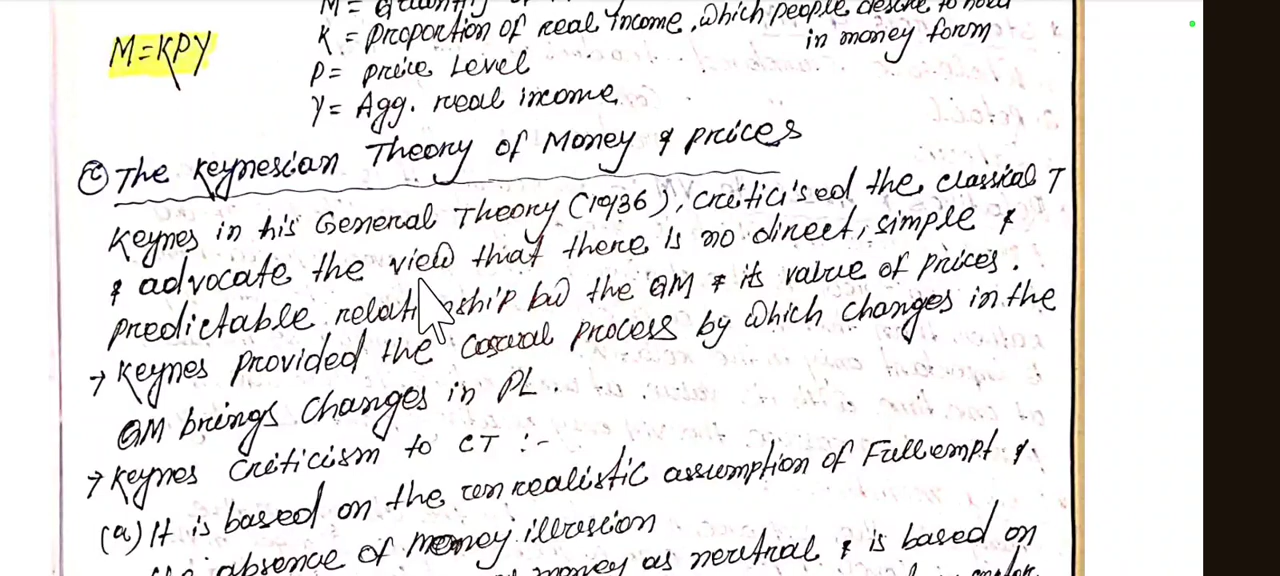 M = Quantity of
M=KPY
K = Proportion of real Income, which people desire to hold
in money form
P = Price Level
Y = Agg. real income
(C) The Keynesian Theory of Money & prices
Keynes in his General Theory (1936), criticised the classical T
& advocate the view that there is no direct, simple &
predictable relationship bw the QM & its value of prices.
→ Keynes provided the casual process by which changes in the
QM brings changes in PL.
→ Keynes Criticism to CT :-
(a) It is based on the unrealistic assumption of Full empt &
absence of money illusion
money as neutral & is based on